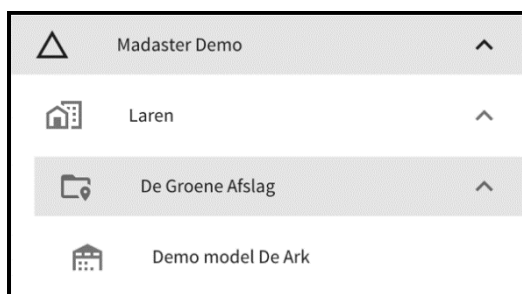 Madaster Demo
Laren
De Groene Afslag
Demo model De Ark